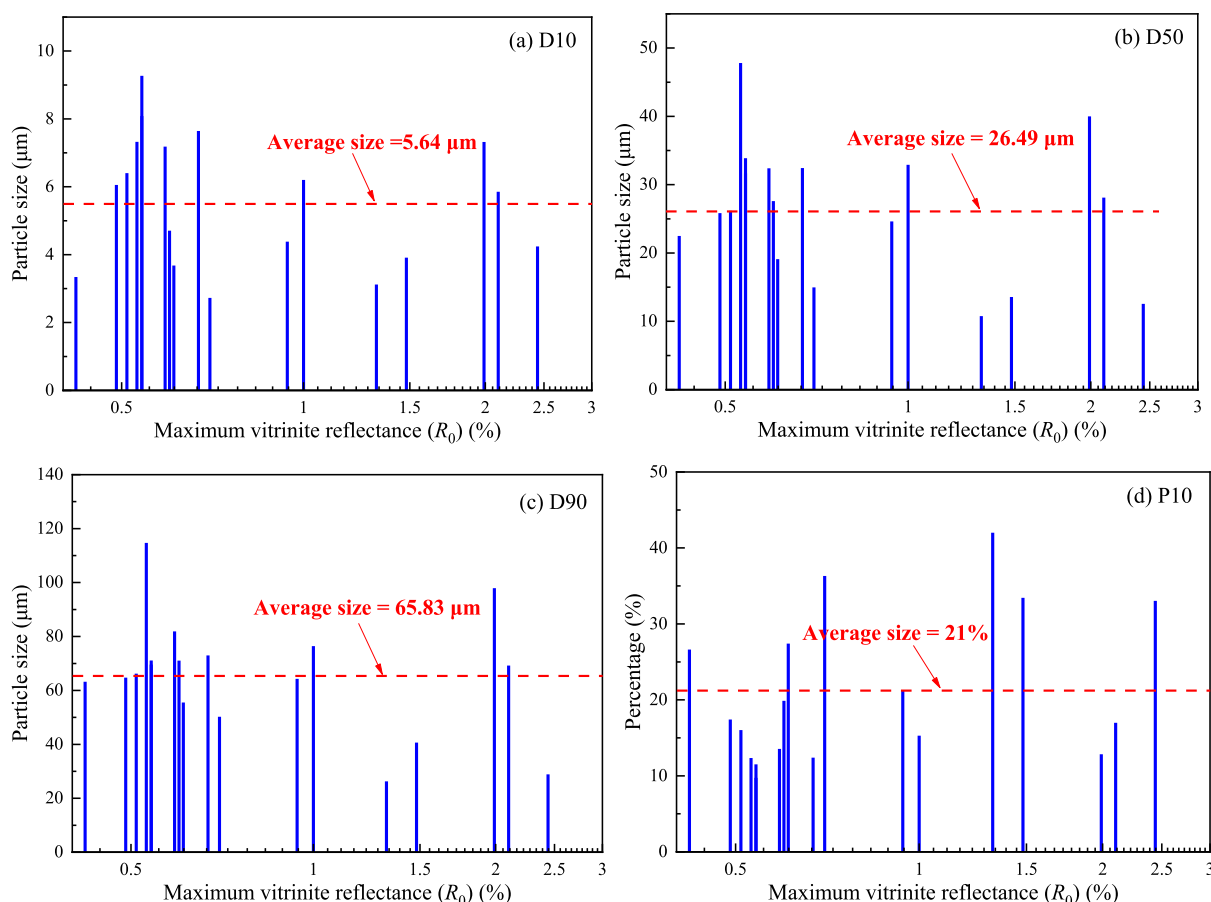 (a) D10
10
8
6
4
2
0
Particle size (μm)
Average size =5.64 μm
0.5 1 1.5 2 2.5 3
Maximum vitrinite reflectance (R0) (%)
(b) D50
50
40
30
20
10
0
Particle size (μm)
Average size = 26.49 μm
0.5 1 1.5 2 2.5 3
Maximum vitrinite reflectance (R0) (%)
(c) D90
140
120
100
80
60
40
20
0
Particle size (μm)
Average size = 65.83 μm
0.5 1 1.5 2 2.5 3
Maximum vitrinite reflectance (R0) (%)
(d) P10
50
40
30
20
10
0
Percentage (%)
Average size = 21%
0.5 1 1.5 2 2.5 3
Maximum vitrinite reflectance (R0) (%)